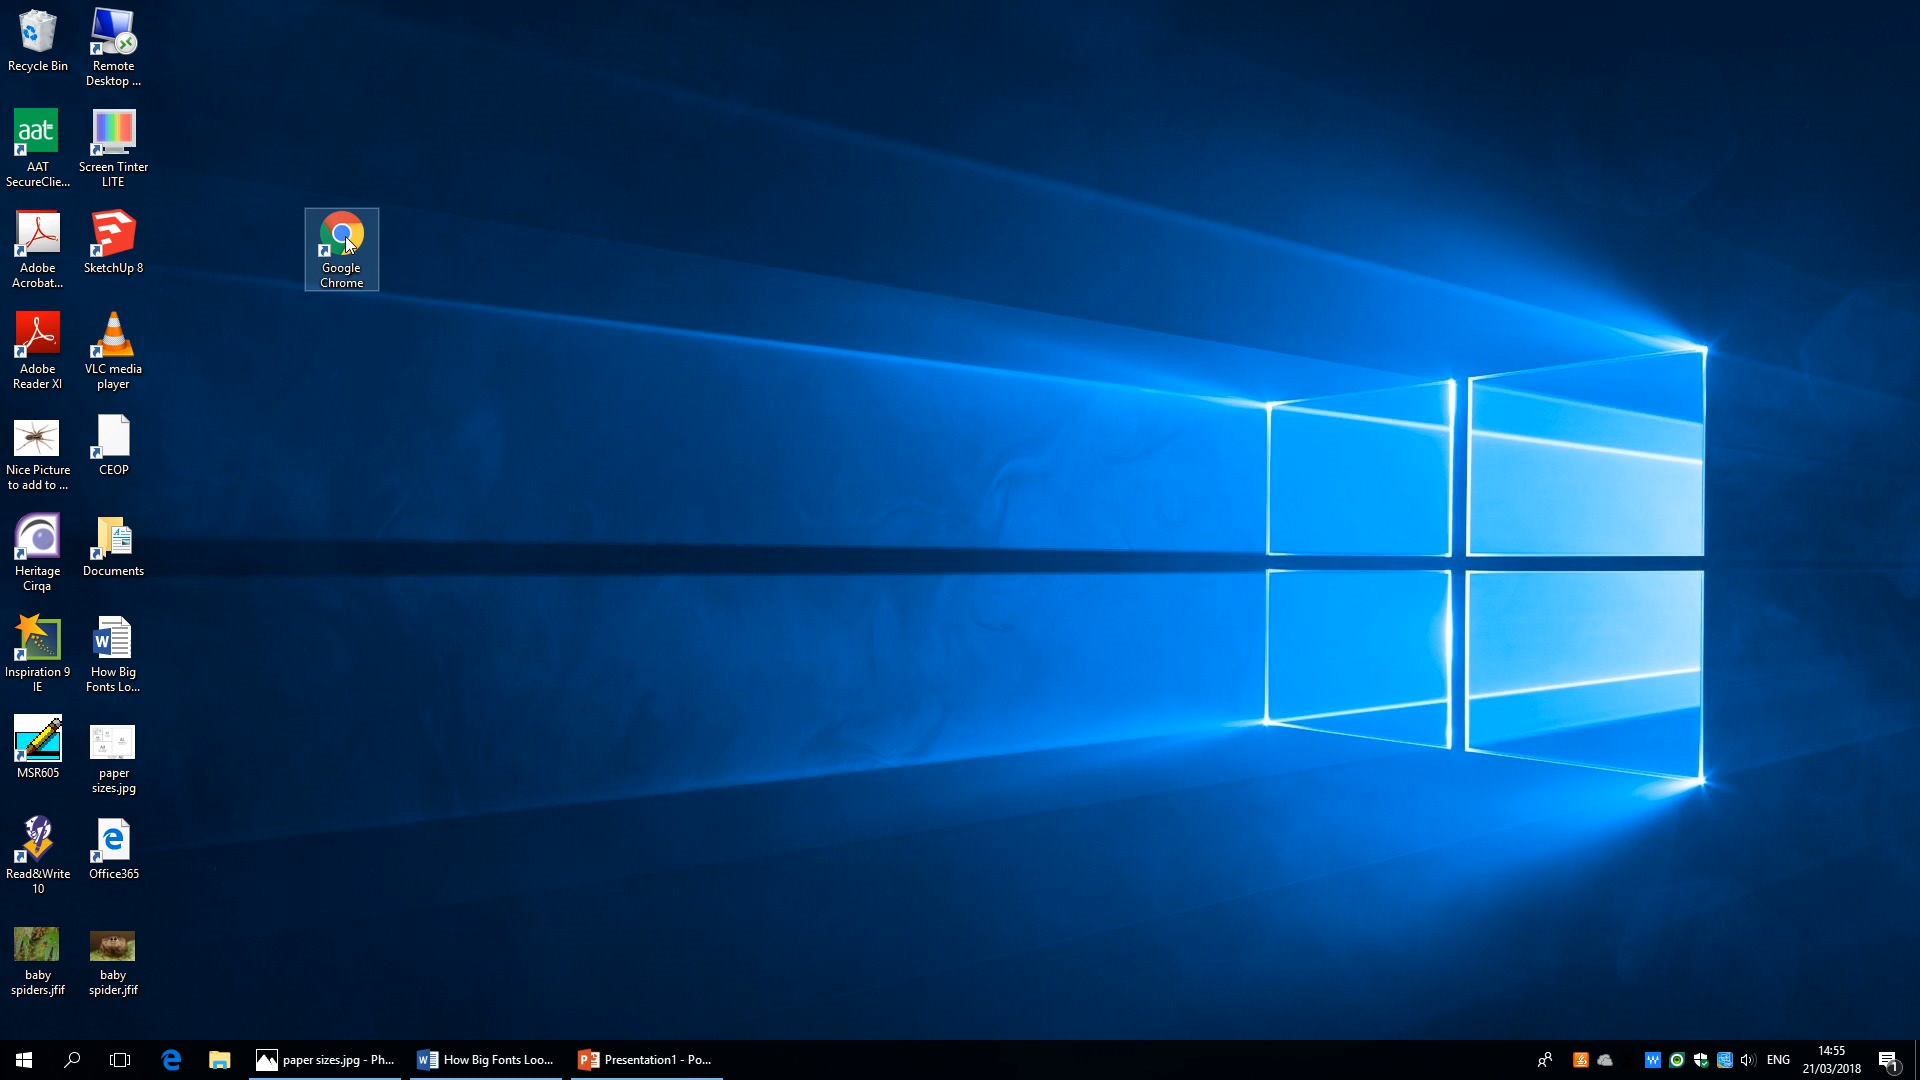 Recycle Bin
Remote
Desktop ...
aat
AAT
SecureClie...
Screen Tinter
LITE
Adobe
Acrobat...
SketchUp 8
Google
Chrome
Adobe
Reader XI
VLC media
player
Nice Picture
to add to ...
CEOP
Heritage
Cirqa
Documents
Inspiration 9
IE
How Big
Fonts Lo...
MSR605
paper
sizes.jpg
Read&Write
10
Office365
baby
spiders.jfif
baby
spider.jfif
paper sizes.jpg - Ph...
How Big Fonts Loo...
Presentation1 - Po...
ENG
14:55
21/03/2018
1